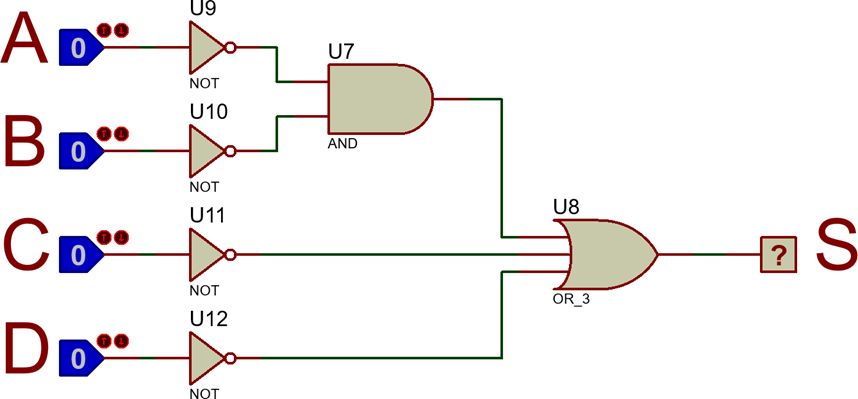 A
0
U9
NOT
U7
AND
B
0
U10
NOT
C
0
U11
NOT
U8
OR_3
?
S
D
0
U12
NOT